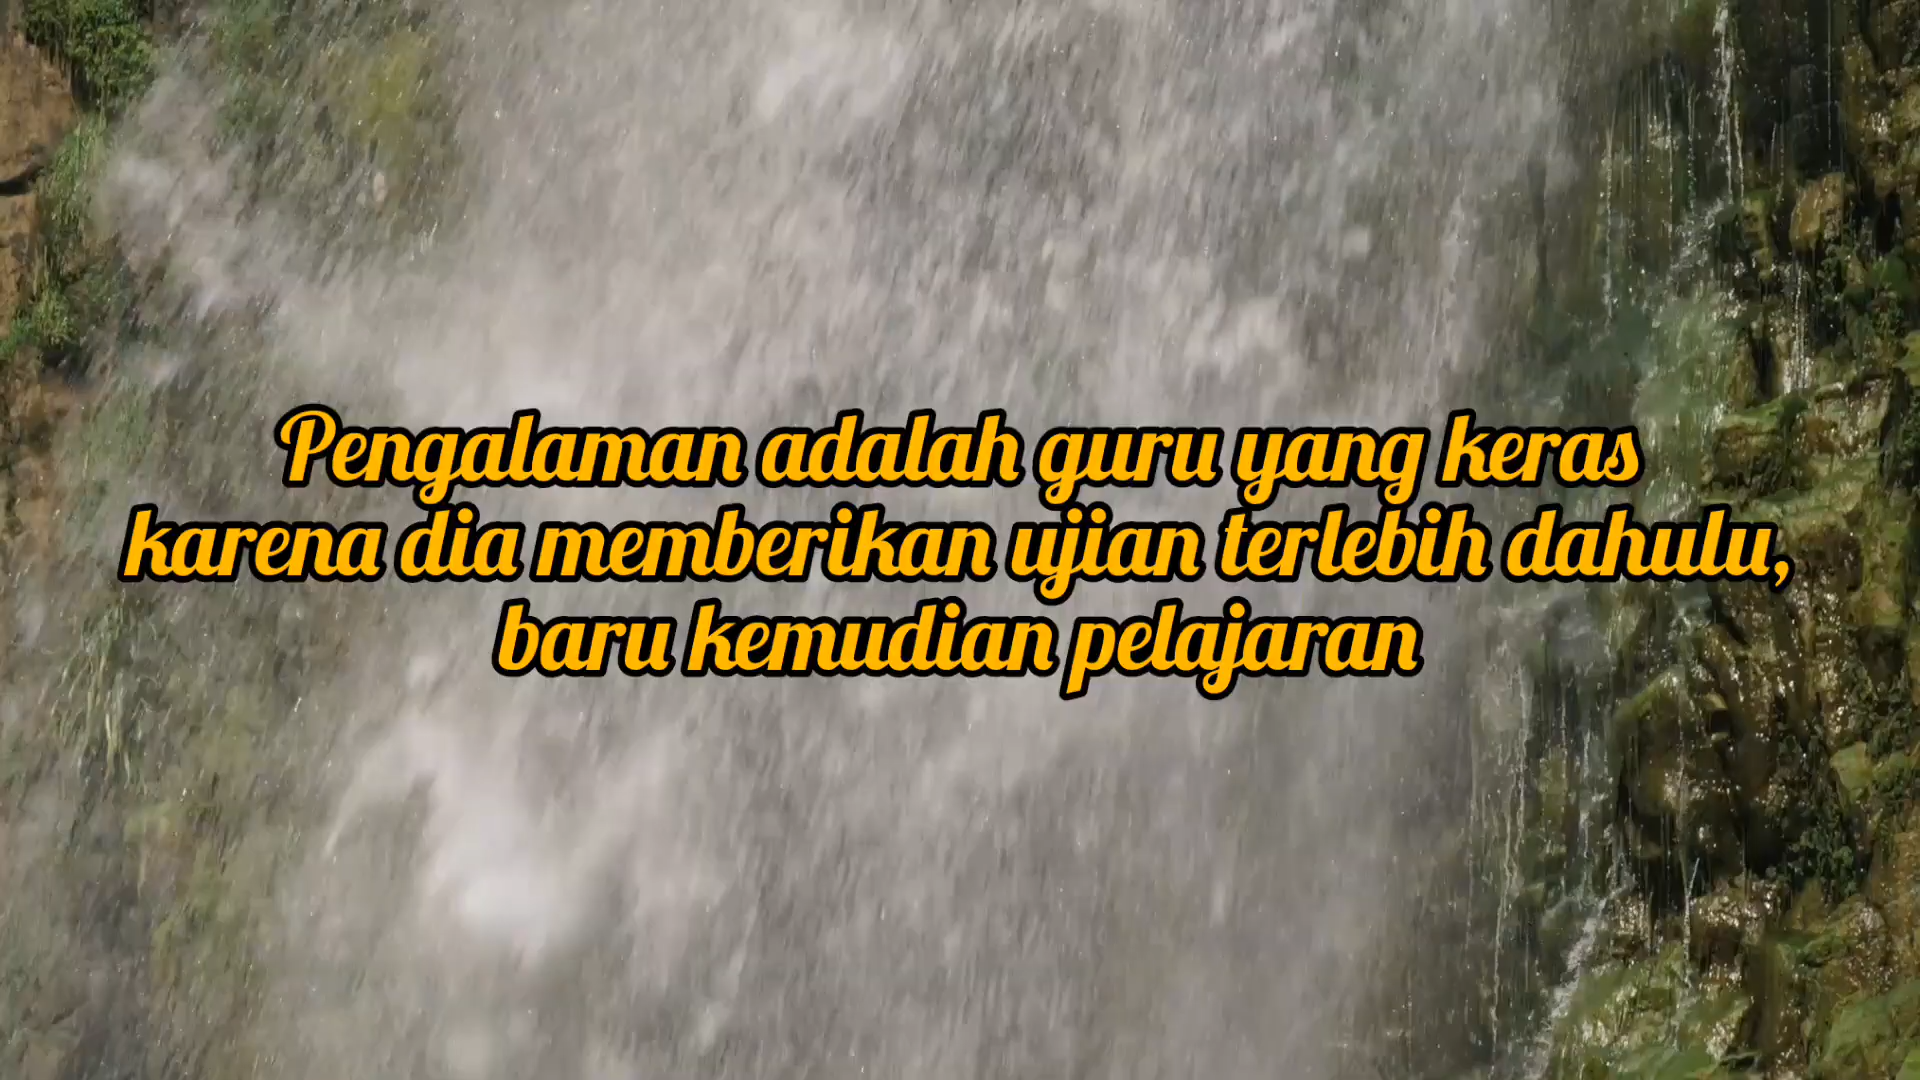 Pengalaman adalah guru yang keras
karena dia memberikan ujian terlebih dahulu,
baru kemudian pelajaran